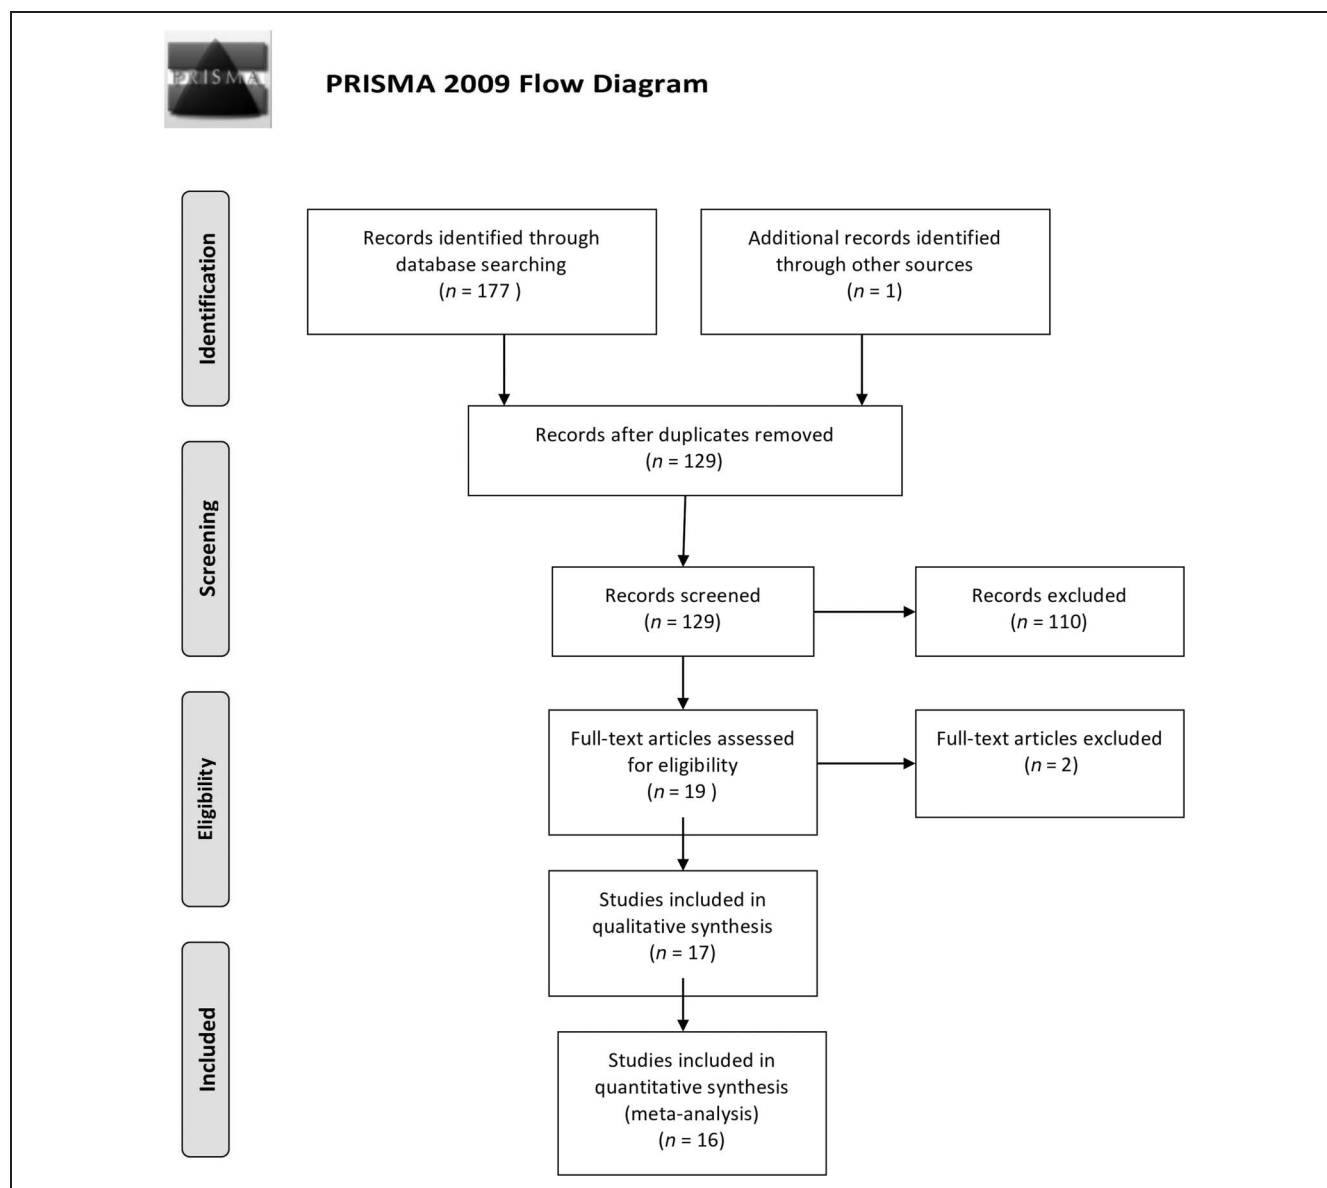 PRISMA
PRISMA 2009 Flow Diagram
Identification
Records identified through
database searching
(n = 177 )
Additional records identified
through other sources
(n = 1)
Records after duplicates removed
(n = 129)
Screening
Records screened
(n = 129)
Records excluded
(n = 110)
Eligibility
Full-text articles assessed
for eligibility
(n = 19 )
Full-text articles excluded
(n = 2)
Studies included in
qualitative synthesis
(n = 17)
Included
Studies included in
quantitative synthesis
(meta-analysis)
(n = 16)